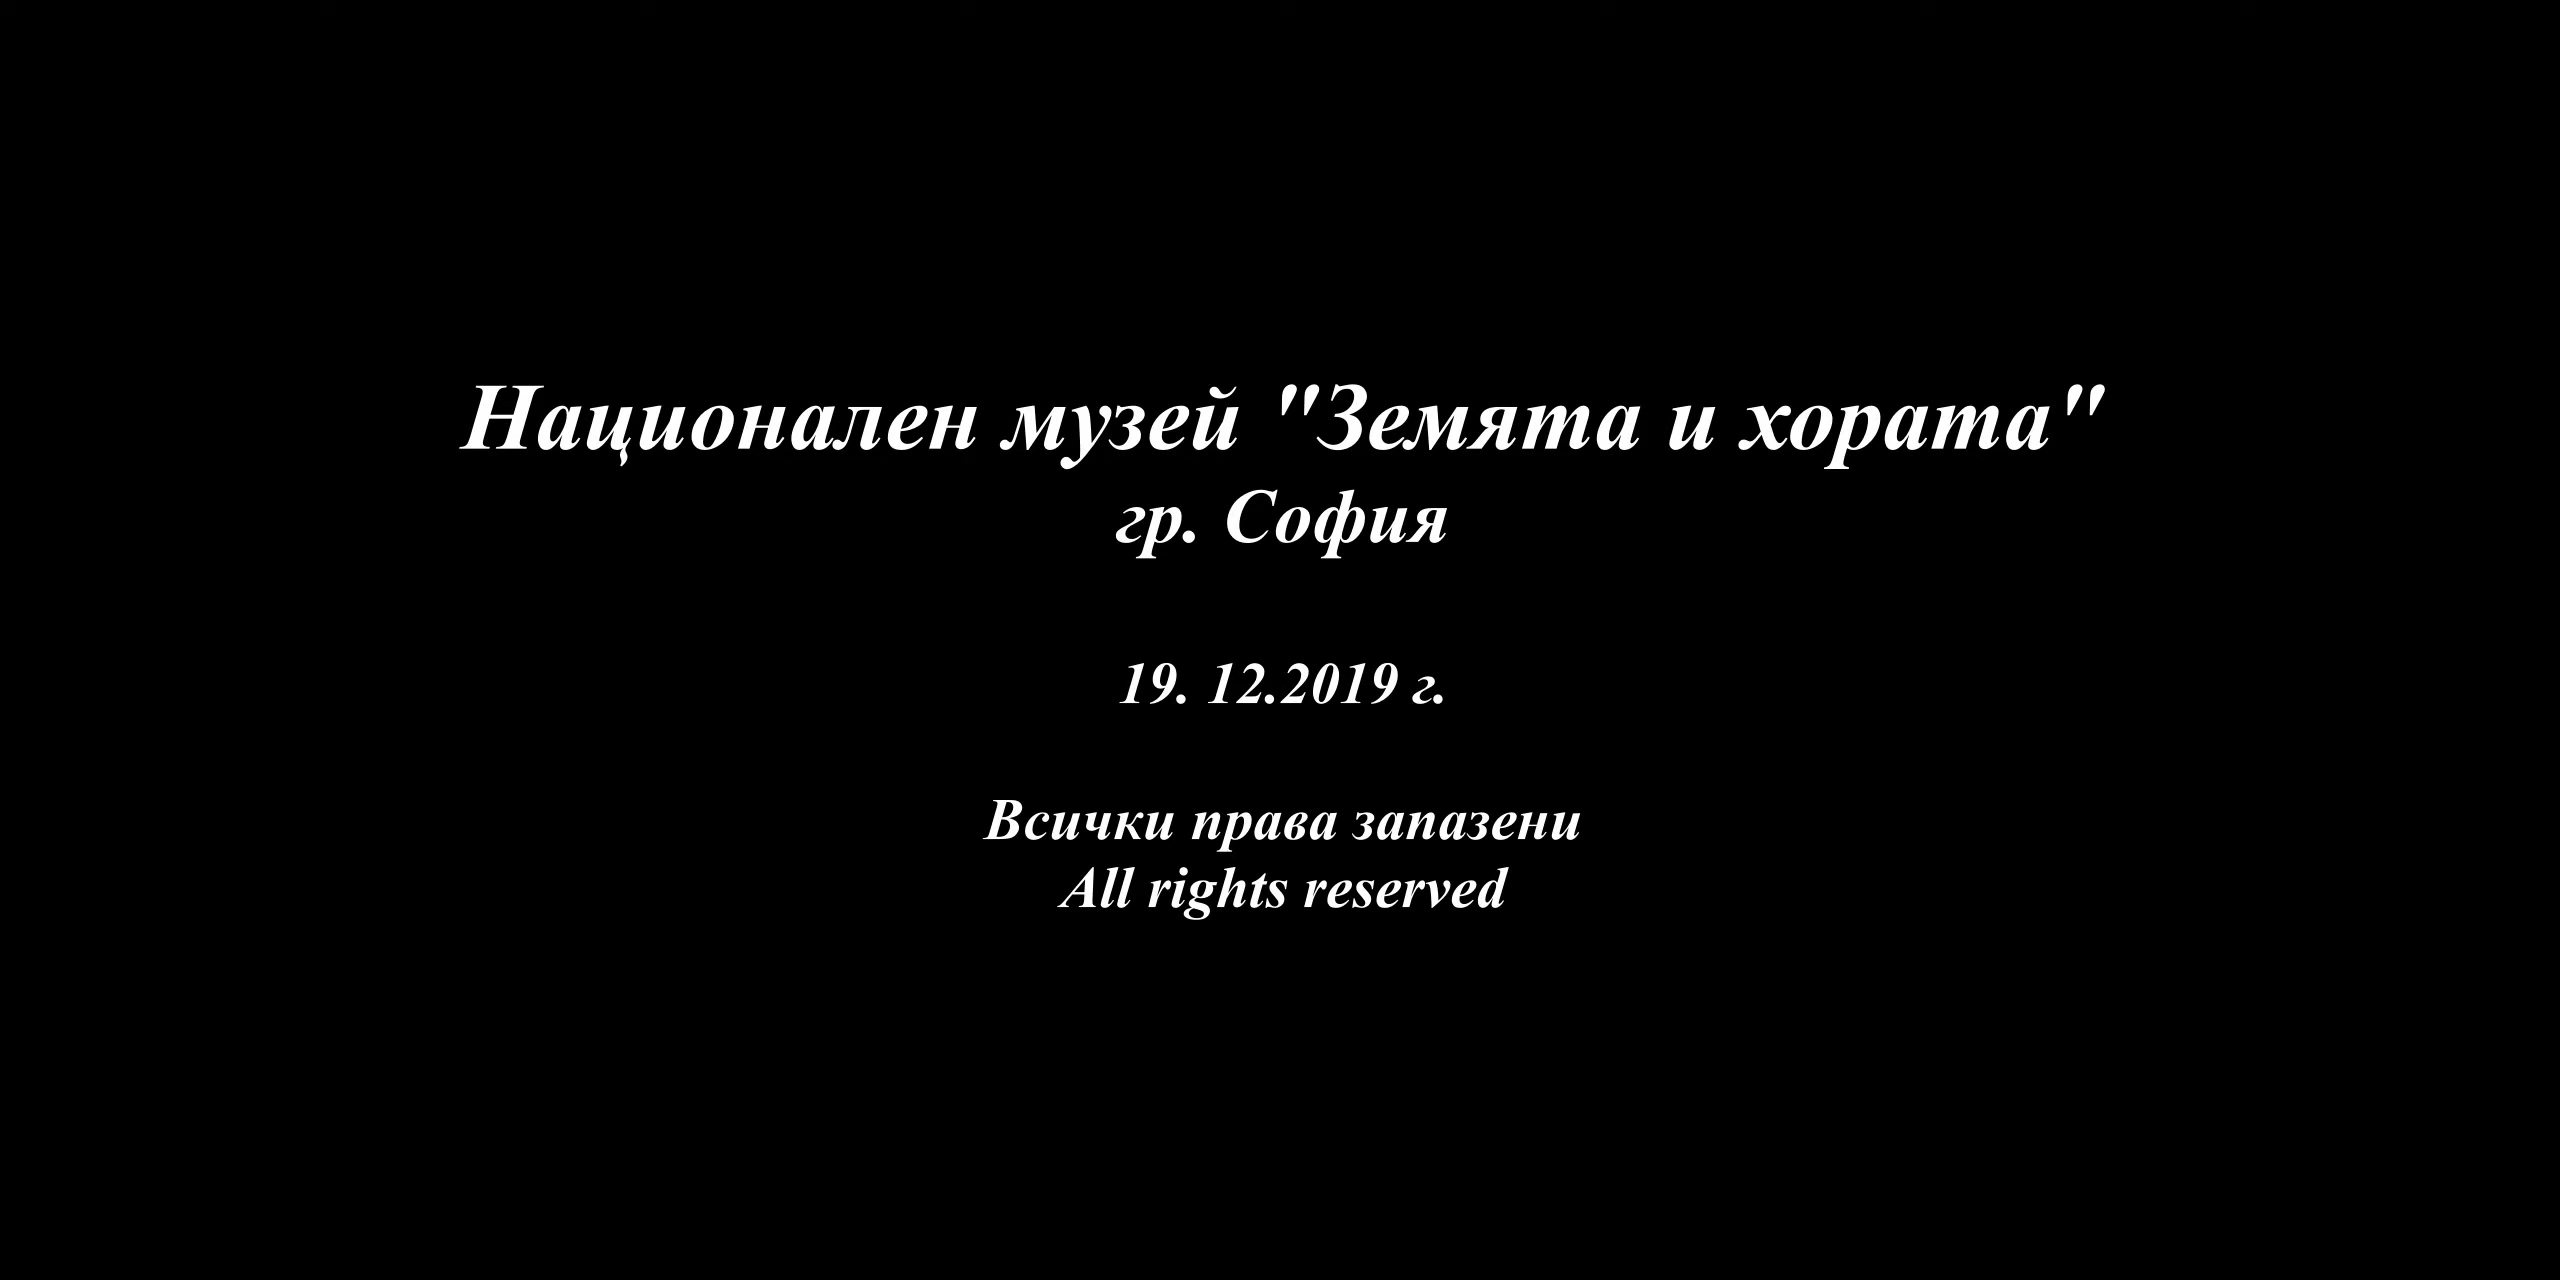 Национален музей "Земята и хората"
гр. София
19. 12.2019 г.
Всички права запазени
All rights reserved